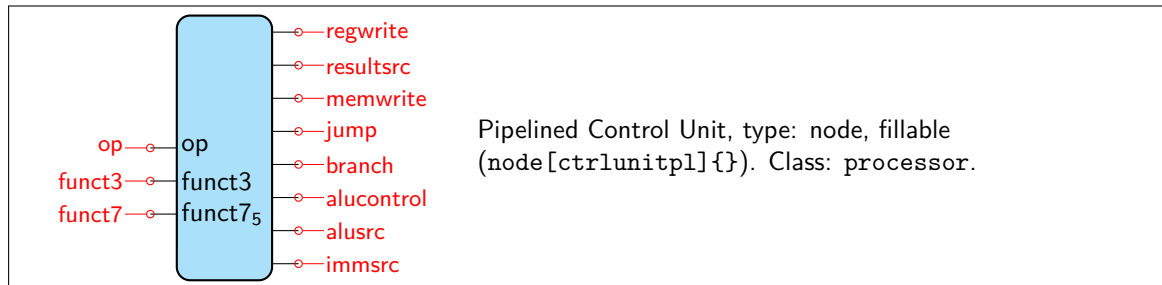 regwrite
resultsrc
memwrite
jump
branch
alucontrol
alusrc
immsrc
op
funct3
funct7
op
funct3
funct7₅
Pipelined Control Unit, type: node, fillable
(node[ctrlunitpl]{}). Class: processor.